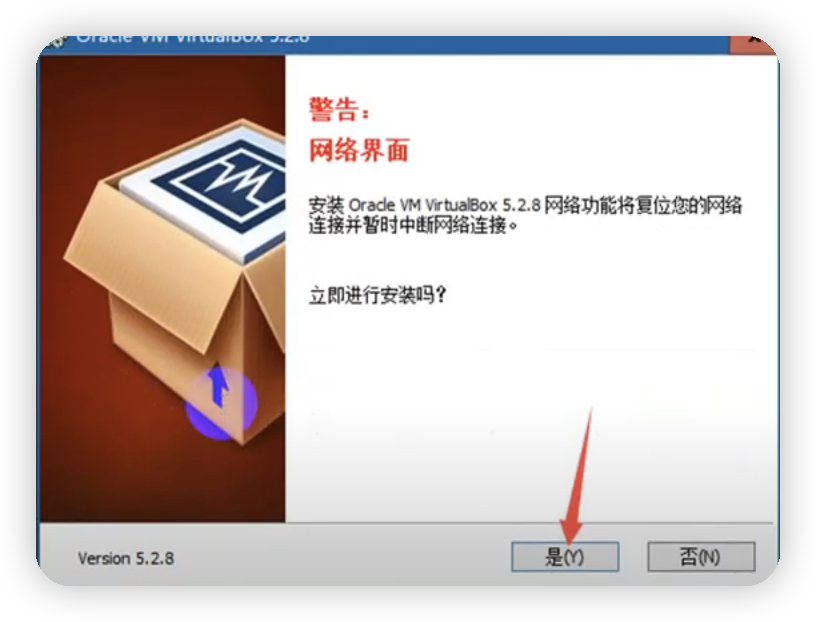 Oracle VM VirtualBox 5.2.8
警告：
网络界面
安装 Oracle VM VirtualBox 5.2.8 网络功能将复位您的网络
连接并暂时中断网络连接。
立即进行安装吗？
Version 5.2.8
是(Y)
否(N)